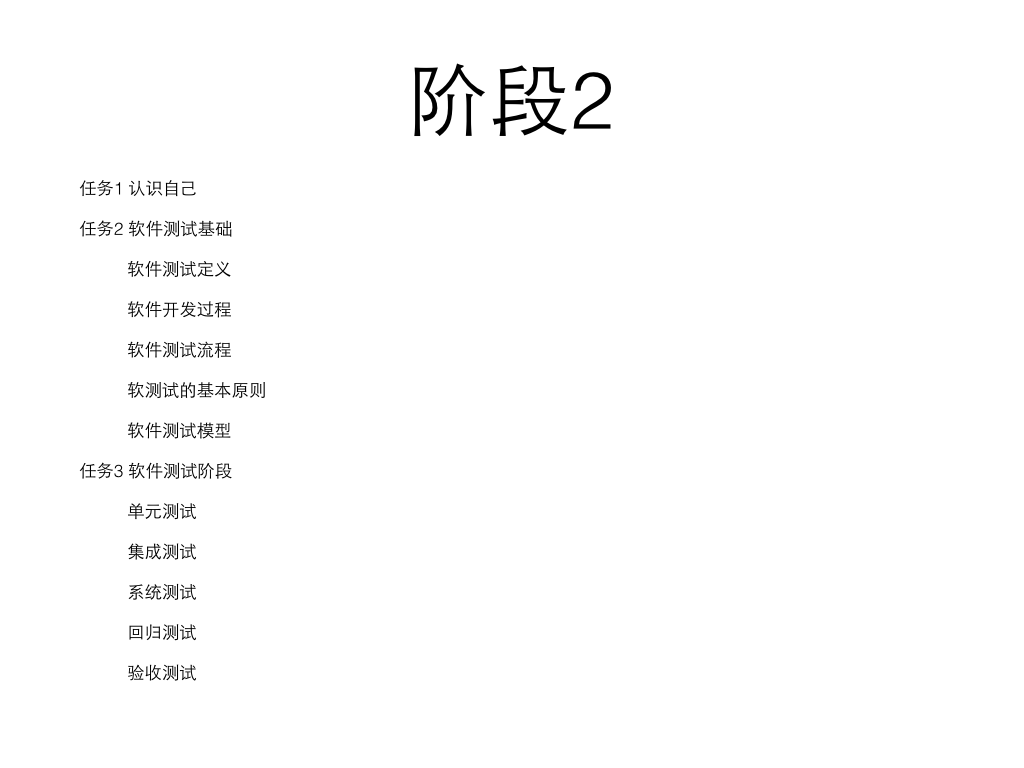 阶段2
任务1 认识自己
任务2 软件测试基础
软件测试定义
软件开发过程
软件测试流程
软测试的基本原则
软件测试模型
任务3 软件测试阶段
单元测试
集成测试
系统测试
回归测试
验收测试